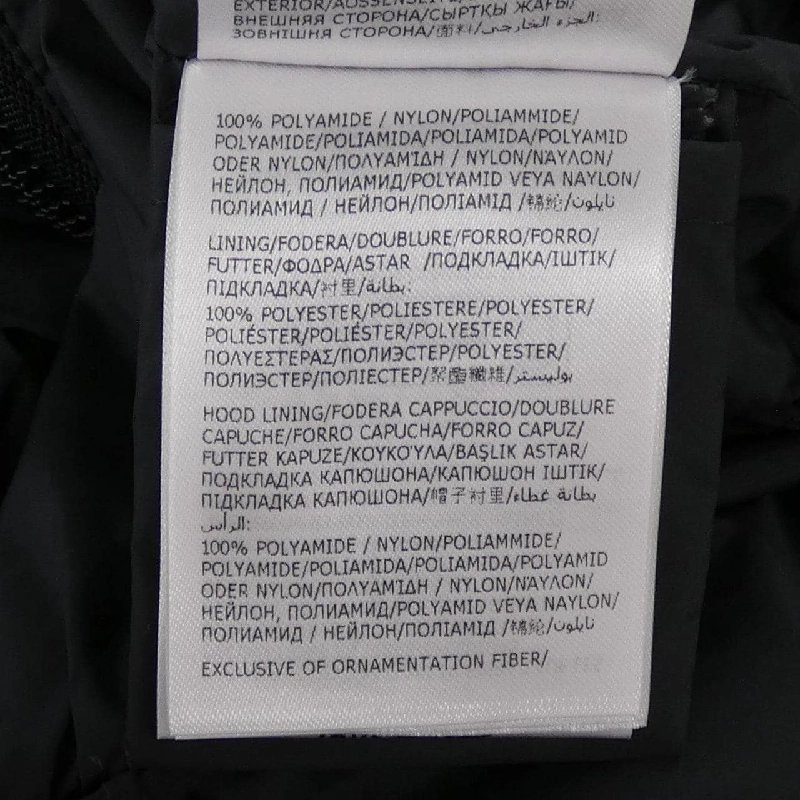 EXTERIOR/AUSSENSEITE/
ВНЕШНЯЯ СТОРОНА/СЫРТҚЫ ЖАҒЫ/
ЗОВНІШНЯ СТОРОНА/面料/الجزء الخارجي:
100% POLYAMIDE / NYLON/POLIAMMIDE/
POLYAMIDE/POLIAMIDA/POLIAMIDA/POLYAMID
ODER NYLON/ΠΟΛΥΑΜΊΔΗ / NYLON/ΝΆΥΛΟΝ/
НЕЙЛОН, ПОЛИАМИД/POLYAMID VEYA NAYLON/
ПОЛИАМИД / НЕЙЛОН/ПОЛІАМІД /锦纶/نايلون
LINING/FODERA/DOUBLURE/FORRO/FORRO/
FUTTER/ΦΟΔΡΑ/ASTAR /ПОДКЛАДКА/ІШТІК/
ПІДКЛАДКА/衬里/بطانة:
100% POLYESTER/POLIESTERE/POLYESTER/
POLIÉSTER/POLIÉSTER/POLYESTER/
ΠΟΛΥΕΣΤΕΡΑΣ/ПОЛИЭСТЕР/POLYESTER/
ПОЛИЭСТЕР/ПОЛІЕСТЕР/聚酯纖維/بوليستر
HOOD LINING/FODERA CAPPUCCIO/DOUBLURE
CAPUCHE/FORRO CAPUCHA/FORRO CAPUZ/
FUTTER KAPUZE/ΚΟΥΚΟΎΛΑ/BAŞLIK ASTAR/
ПОДКЛАДКА КАПЮШОНА/КАПЮШОН ІШТІК/
ПІДКЛАДКА КАПЮШОНА/帽子衬里/بطانة غطاء
الرأس:
100% POLYAMIDE / NYLON/POLIAMMIDE/
POLYAMIDE/POLIAMIDA/POLIAMIDA/POLYAMID
ODER NYLON/ΠΟΛΥΑΜΊΔΗ / NYLON/ΝΆΥΛΟΝ/
НЕЙЛОН, ПОЛИАМИД/POLYAMID VEYA NAYLON/
ПОЛИАМИД / НЕЙЛОН/ПОЛІАМІД /锦纶/نايلون
EXCLUSIVE OF ORNAMENTATION FIBER/